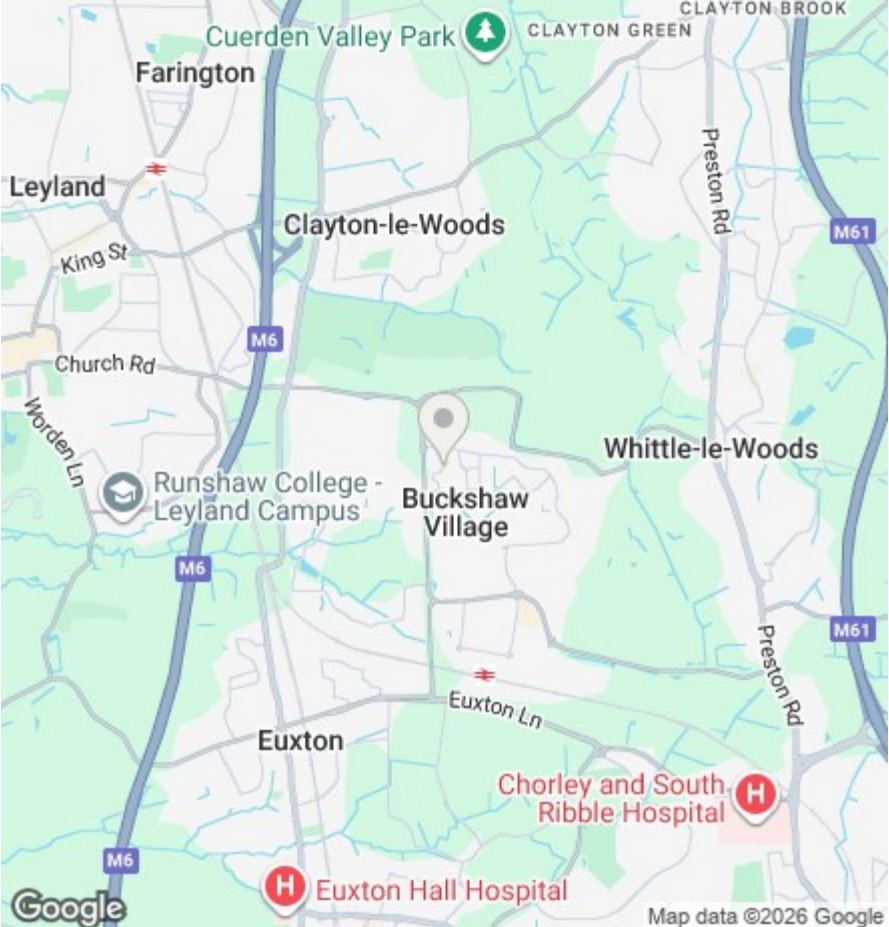 CLAYTON BROOK
Cuerden Valley Park
CLAYTON GREEN
Farington
Preston Rd
Leyland
Clayton-le-Woods
M61
King St
M6
Church Rd
Worden Ln
Whittle-le-Woods
Runshaw College -
Leyland Campus
Buckshaw
Village
M6
M61
Preston Rd
Euxton Ln
Euxton
Chorley and South
Ribble Hospital
H
M6
H
Euxton Hall Hospital
Google
Map data ©2026 Google